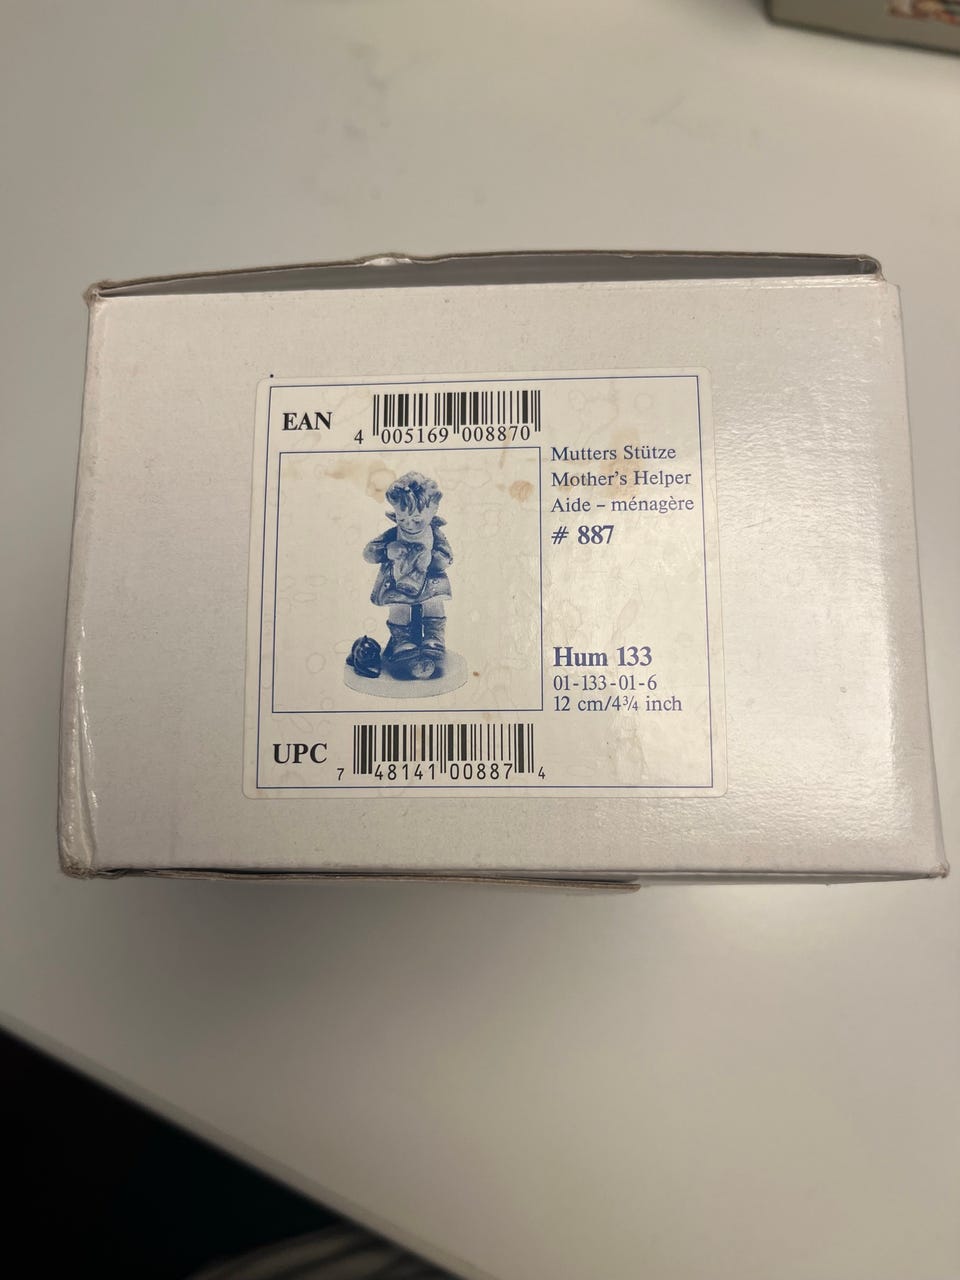 EAN
4 005169 008870
Mutters Stütze
Mother's Helper
Aide - ménagère
# 887
Hum 133
01-133-01-6
12 cm/4¾ inch
UPC
7 48141 00887 4